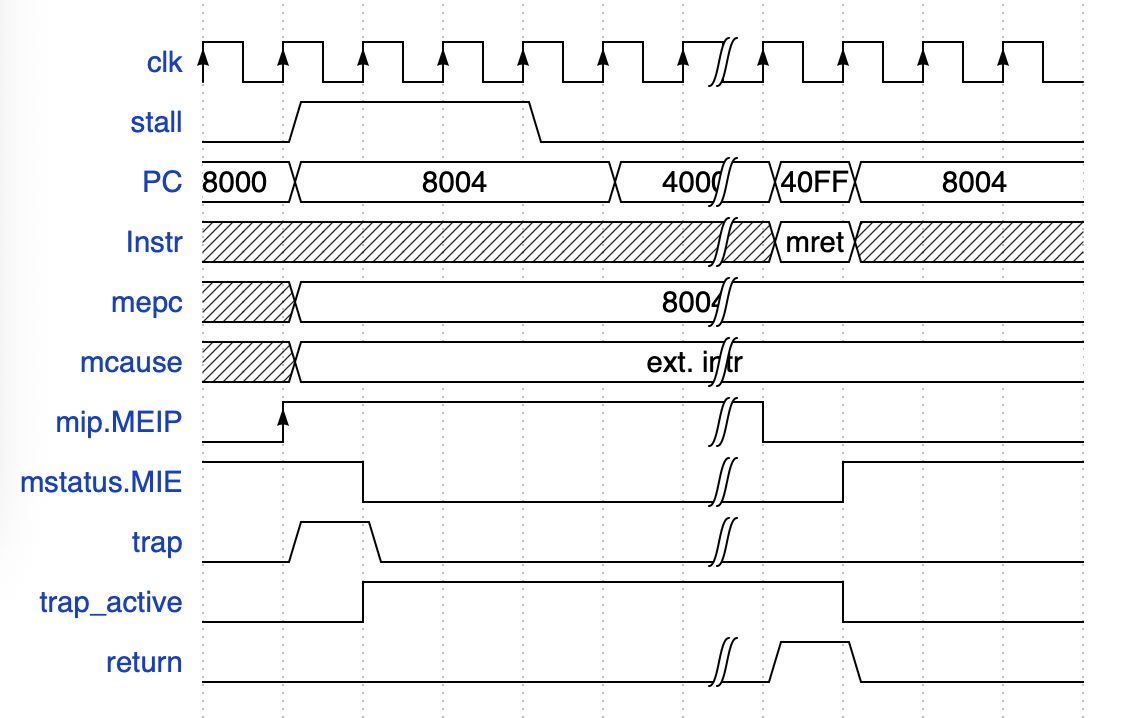 clk
stall
PC 8000 8004 4000 40FF 8004
Instr mret
mepc 8004
mcause ext. intr
mip.MEIP
mstatus.MIE
trap
trap_active
return